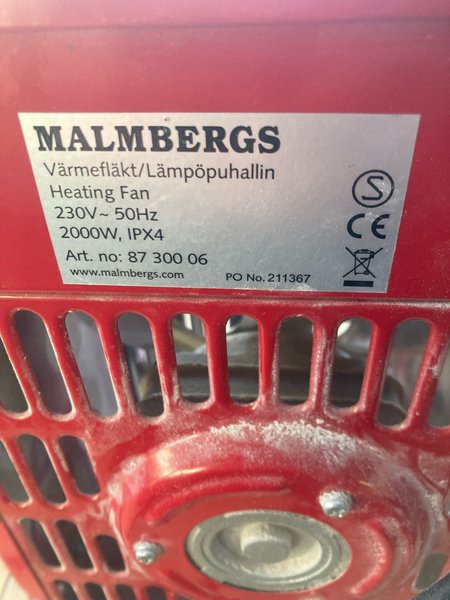 MALMBERGS
Värmefläkt/Lämpöpuhallin
Heating Fan
230V~ 50Hz
2000W, IPX4
Art. no: 87 300 06
www.malmbergs.com
PO No. 211367
S
CE